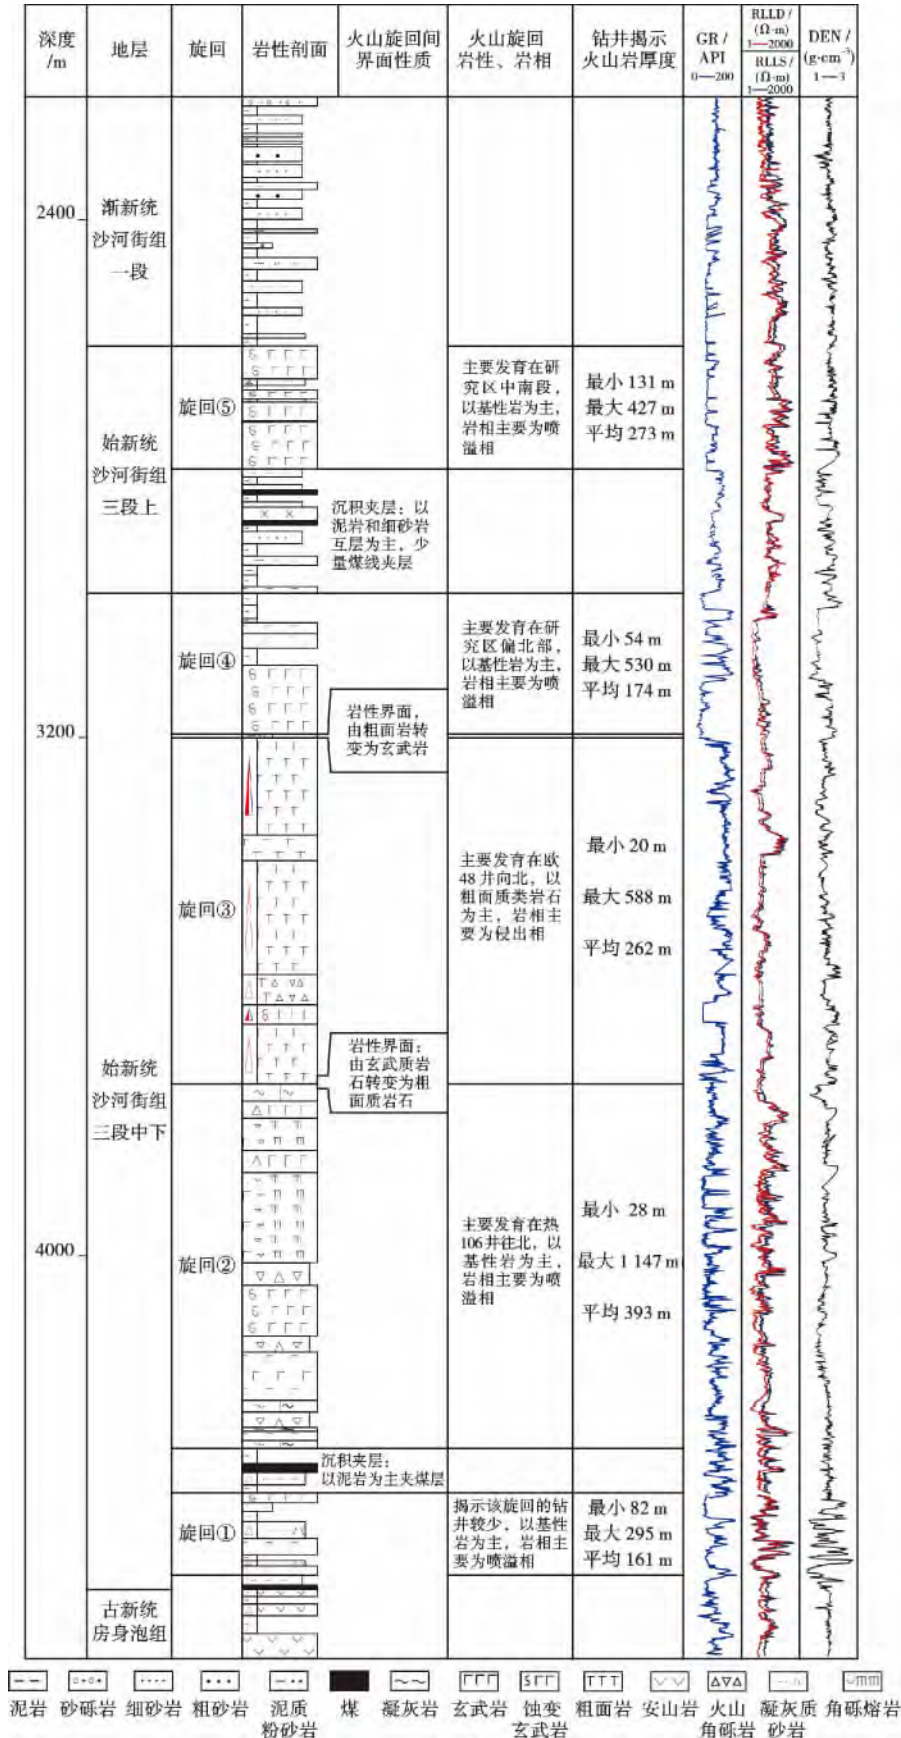 深度
/m
地层
旋回
岩性剖面
火山旋回间
界面性质
火山旋回
岩性、岩相
钻井揭示
火山岩厚度
GR /
API
0—200
RLLD /
(Ω·m)
1—2000
RLLS /
(Ω·m)
1—2000
DEN /
(g·cm⁻³)
1—3
2400
渐新统
沙河街组
一段
始新统
沙河街组
三段上
旋回⑤
主要发育在研
究区中南段，
以基性岩为主，
岩相主要为喷
溢相
最小 131 m
最大 427 m
平均 273 m
沉积夹层：以
泥岩和细砂岩
互层为主，少
量煤线夹层
旋回④
主要发育在研
究区偏北部，
以基性岩为主，
岩相主要为喷
溢相
最小 54 m
最大 530 m
平均 174 m
3200
岩性界面，
由粗面岩转
变为玄武岩
旋回③
主要发育在欧
48 井向北，以
粗面质类岩石
为主，岩相主
要为侵出相
最小 20 m
最大 588 m
平均 262 m
岩性界面：
由玄武质岩
石转变为粗
面质岩石
始新统
沙河街组
三段中下
4000
旋回②
主要发育在热
106井往北，以
基性岩为主，
岩相主要为喷
溢相
最小 28 m
最大 1 147 m
平均 393 m
沉积夹层：
以泥岩为主夹煤层
旋回①
揭示该旋回的钻
井较少，以基性
岩为主，岩相主
要为喷溢相
最小 82 m
最大 295 m
平均 161 m
古新统
房身泡组
泥岩 砂砾岩 细砂岩 粗砂岩 泥质 煤 凝灰岩 玄武岩 蚀变 粗面岩 安山岩 火山 凝灰质 角砾熔岩
粉砂岩 玄武岩 角砾岩 砂岩